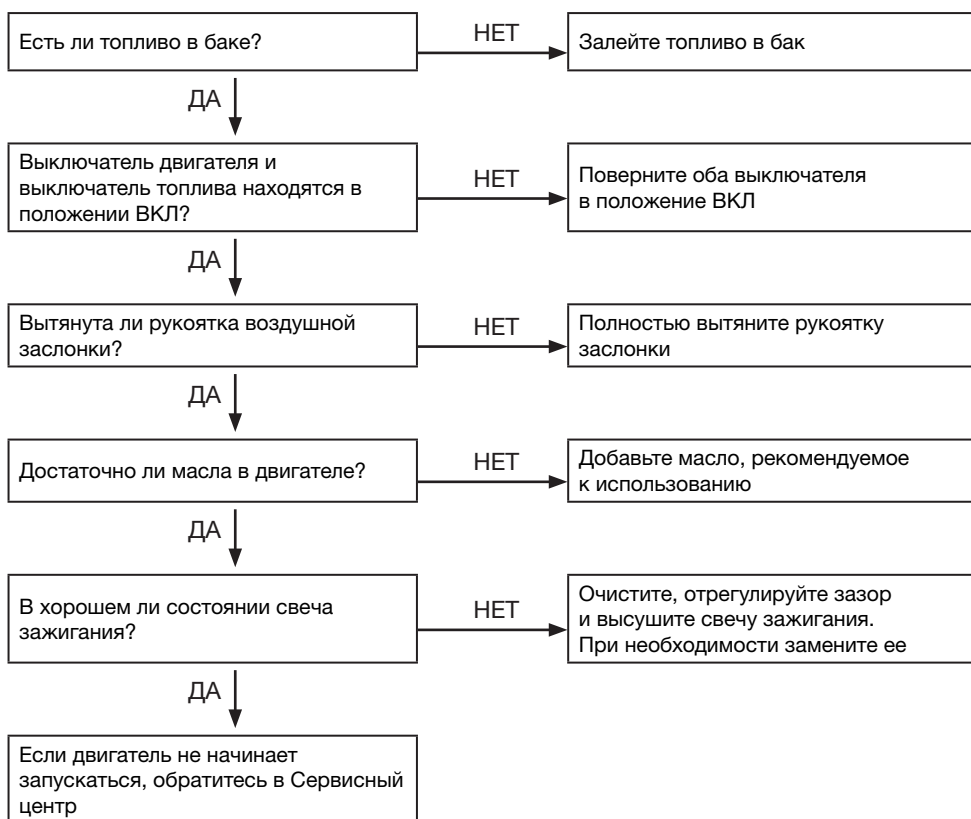 Есть ли топливо в баке?
НЕТ
Залейте топливо в бак
ДА
Выключатель двигателя и
выключатель топлива находятся в
положении ВКЛ?
НЕТ
Поверните оба выключателя
в положение ВКЛ
ДА
Вытянута ли рукоятка воздушной
заслонки?
НЕТ
Полностью вытяните рукоятку
заслонки
ДА
Достаточно ли масла в двигателе?
НЕТ
Добавьте масло, рекомендуемое
к использованию
ДА
В хорошем ли состоянии свеча
зажигания?
НЕТ
Очистите, отрегулируйте зазор
и высушите свечу зажигания.
При необходимости замените ее
ДА
Если двигатель не начинает
запускаться, обратитесь в Сервисный
центр